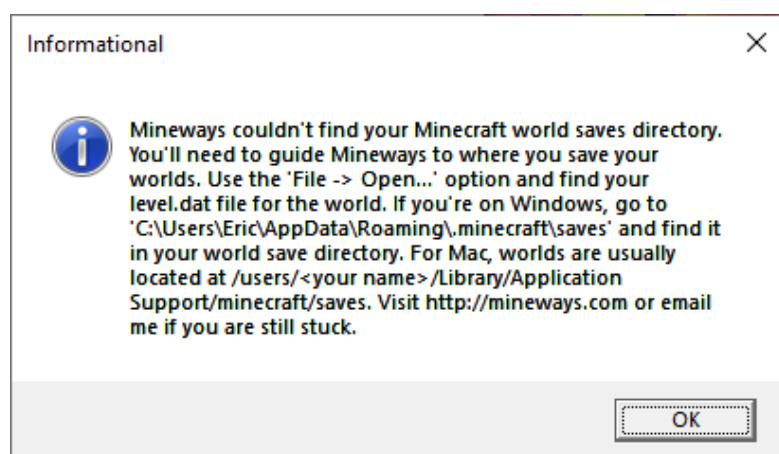 Informational
Mineways couldn't find your Minecraft world saves directory.
You'll need to guide Mineways to where you save your
worlds. Use the 'File -> Open...' option and find your
level.dat file for the world. If you're on Windows, go to
'C:\Users\Eric\AppData\Roaming\.minecraft\saves' and find it
in your world save directory. For Mac, worlds are usually
located at /users/<your name>/Library/Application
Support/minecraft/saves. Visit http://mineways.com or email
me if you are still stuck.
OK